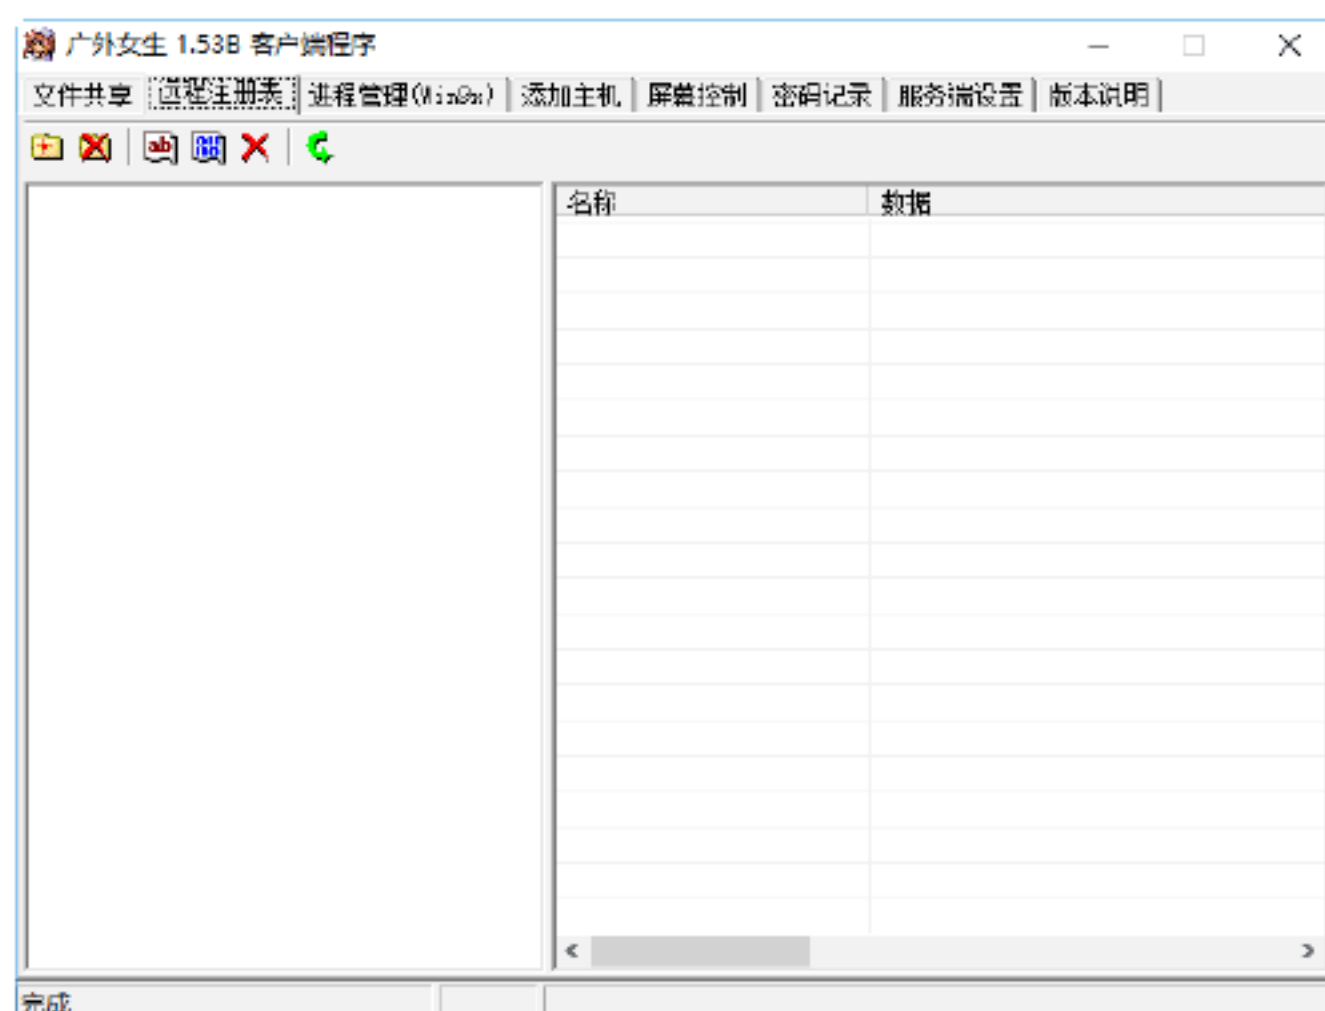 广外女生 1.53B 客户端程序
文件共享 远程注册表 进程管理(Win9x) 添加主机 屏幕控制 密码记录 服务端设置 版本说明
名称 数据
完成